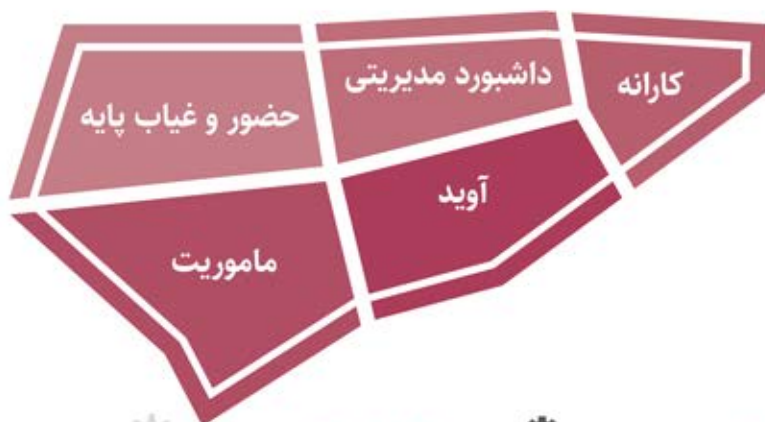 کارانه
داشبورد مدیریتی
حضور و غیاب پایه
آوید
ماموریت